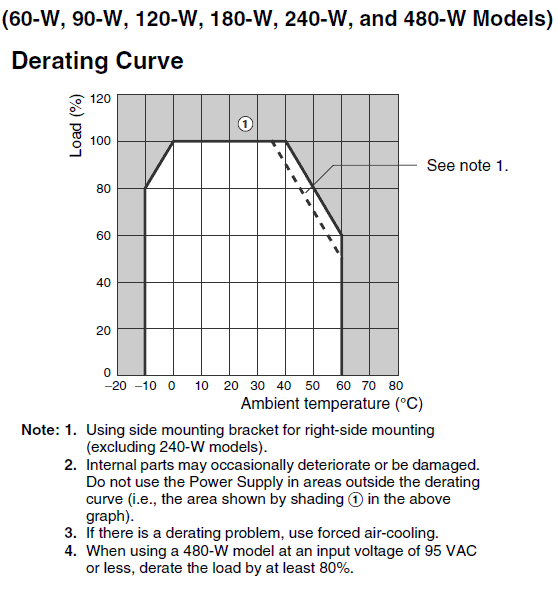 (60-W, 90-W, 120-W, 180-W, 240-W, and 480-W Models)
Derating Curve
Load (%)
120
100
80
60
40
20
0
①
See note 1.
−20 −10 0 10 20 30 40 50 60 70 80
Ambient temperature (°C)
Note: 1. Using side mounting bracket for right-side mounting
(excluding 240-W models).
2. Internal parts may occasionally deteriorate or be damaged.
Do not use the Power Supply in areas outside the derating
curve (i.e., the area shown by shading ① in the above
graph).
3. If there is a derating problem, use forced air-cooling.
4. When using a 480-W model at an input voltage of 95 VAC
or less, derate the load by at least 80%.